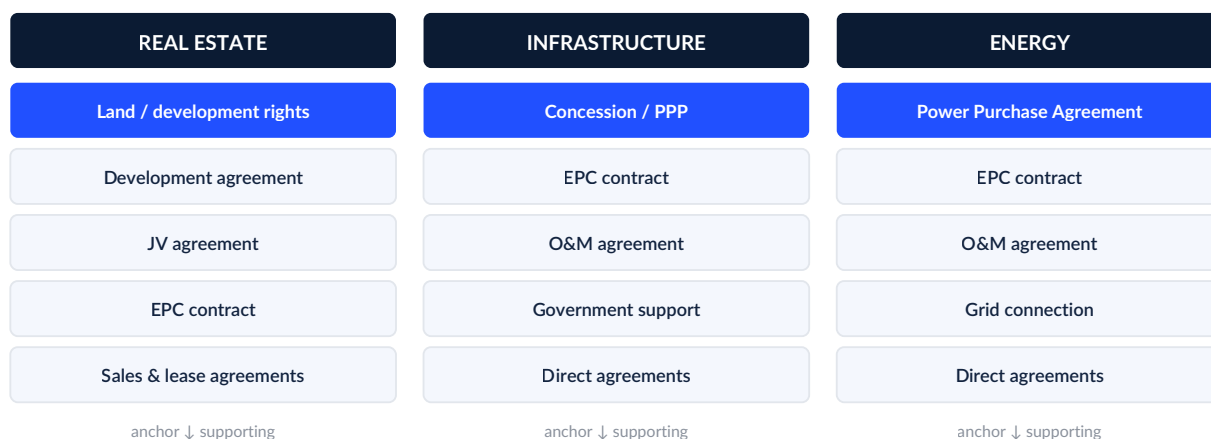 REAL ESTATE
Land / development rights
Development agreement
JV agreement
EPC contract
Sales & lease agreements
anchor ↓ supporting
INFRASTRUCTURE
Concession / PPP
EPC contract
O&M agreement
Government support
Direct agreements
anchor ↓ supporting
ENERGY
Power Purchase Agreement
EPC contract
O&M agreement
Grid connection
Direct agreements
anchor ↓ supporting